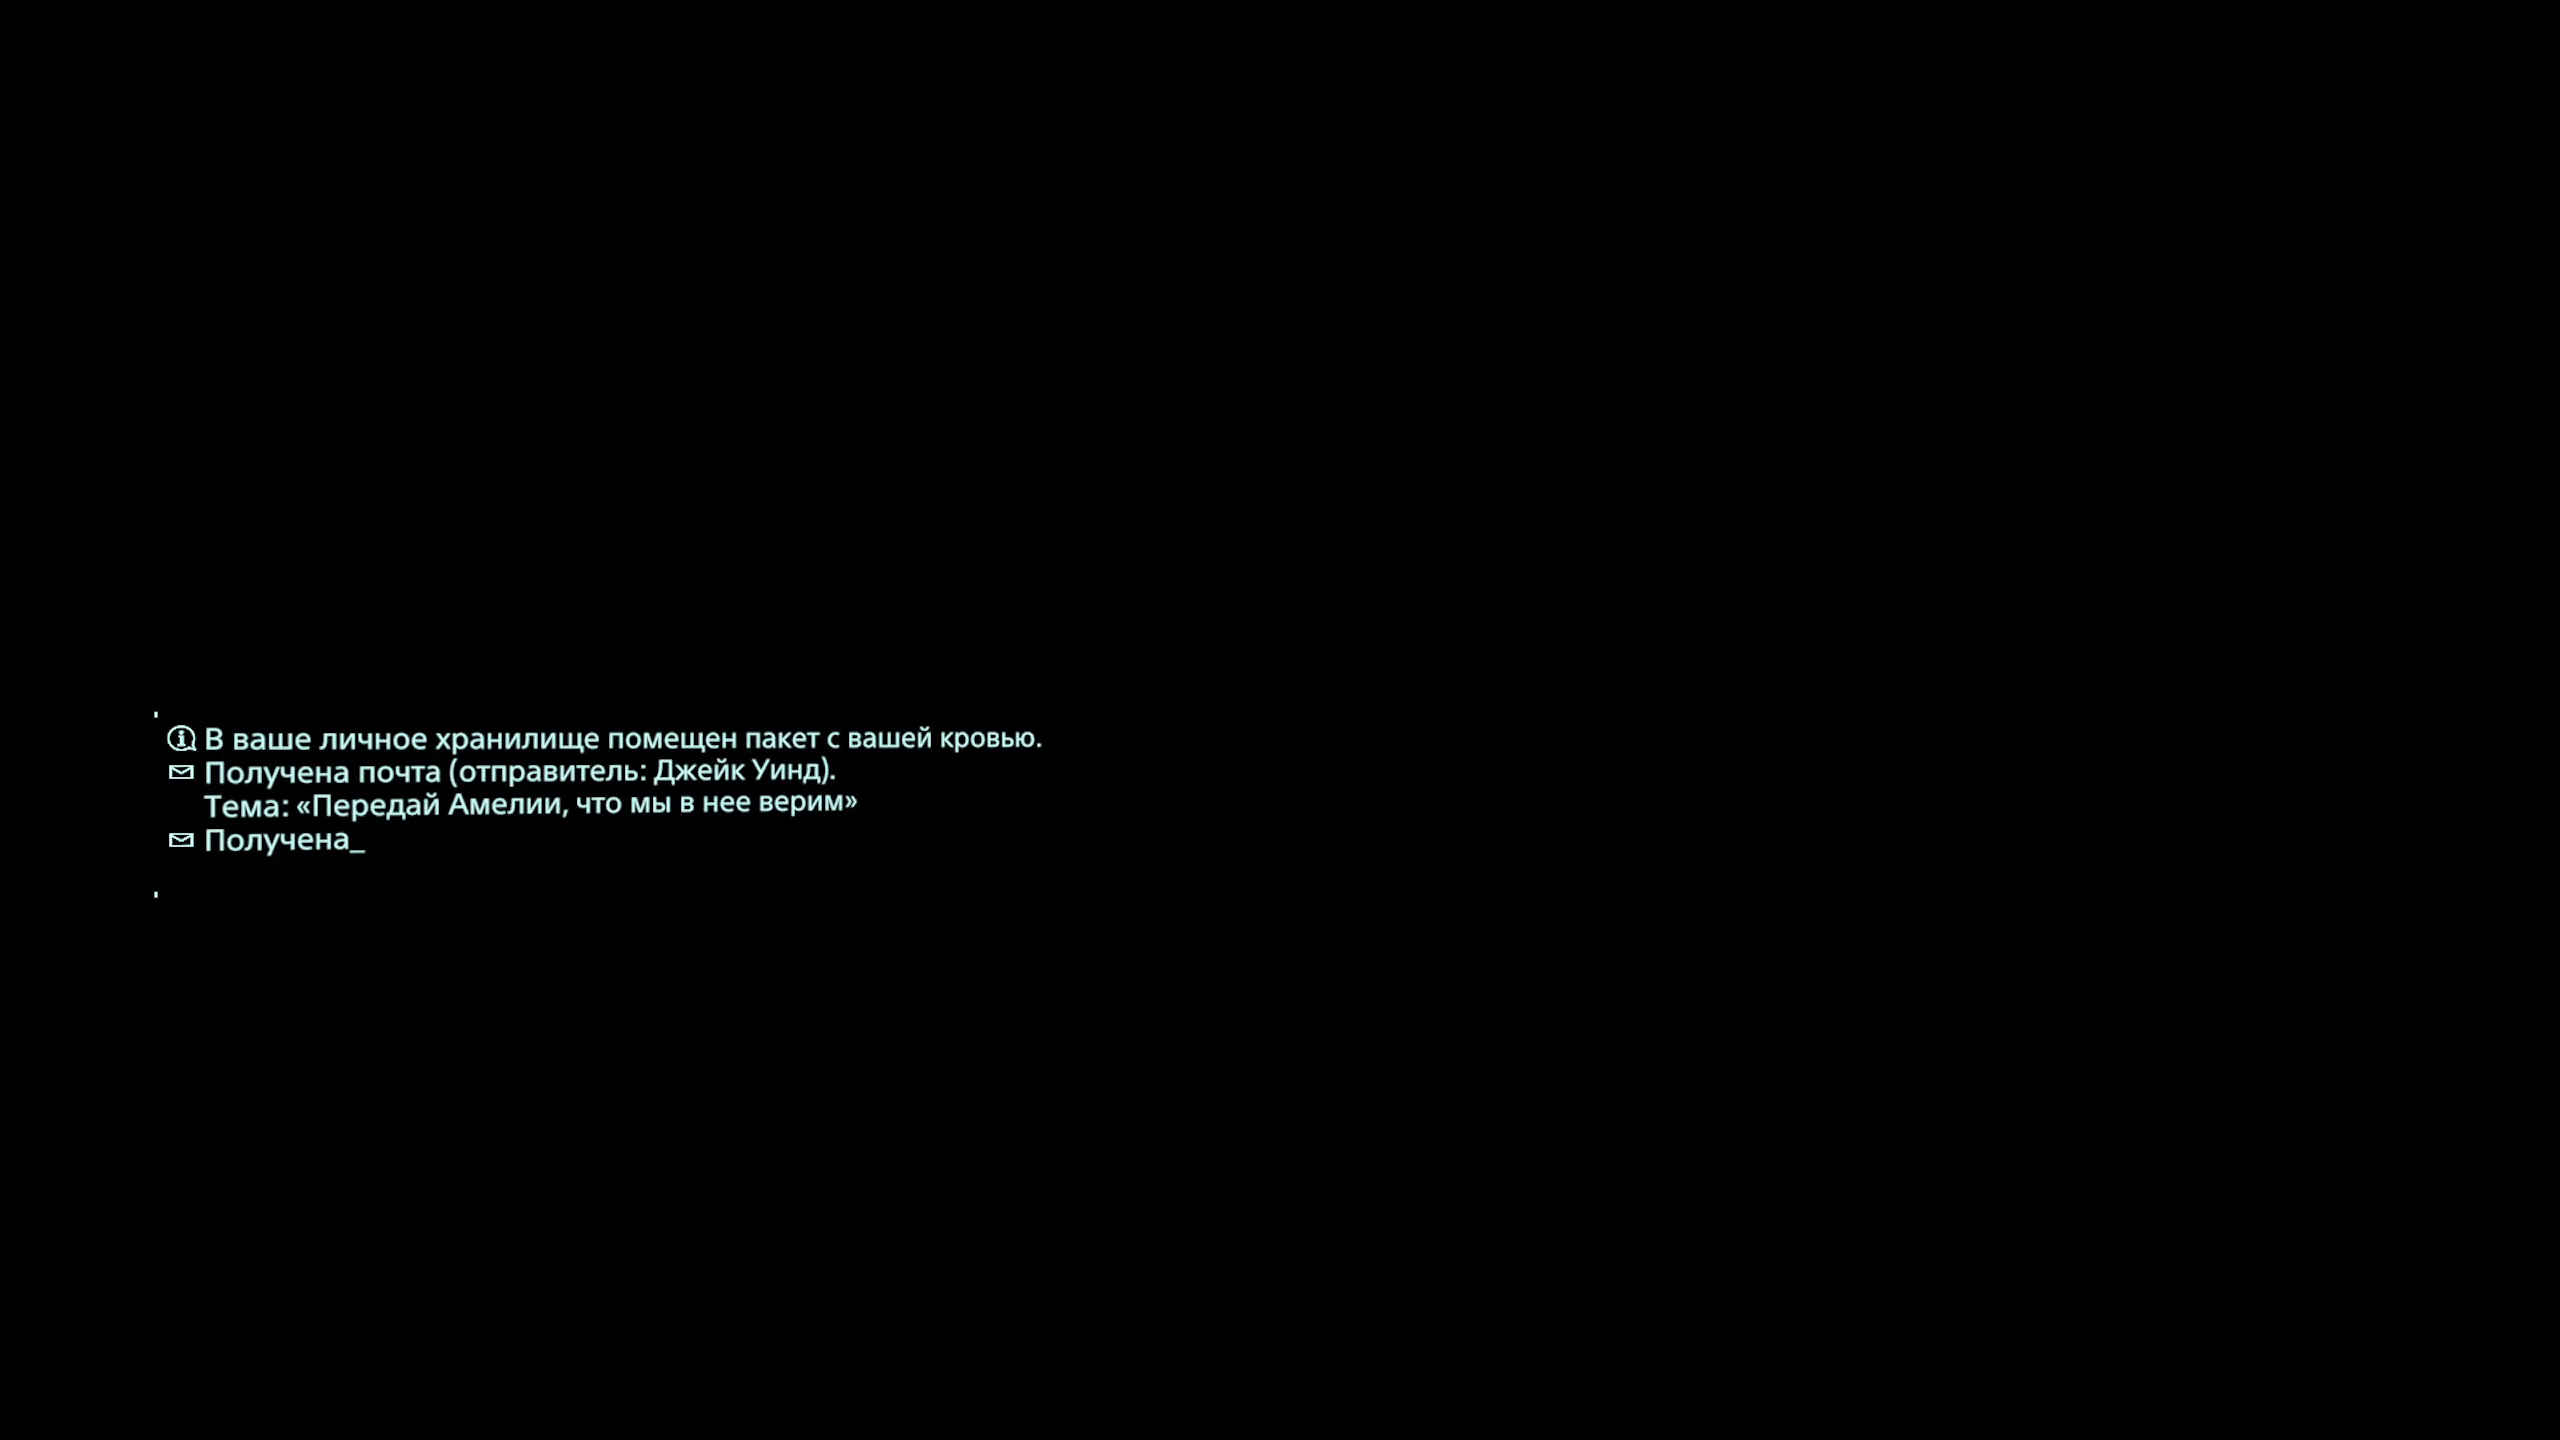 В ваше личное хранилище помещен пакет с вашей кровью.
Получена почта (отправитель: Джейк Уинд).
Тема: «Передай Амелии, что мы в нее верим»
Получена_